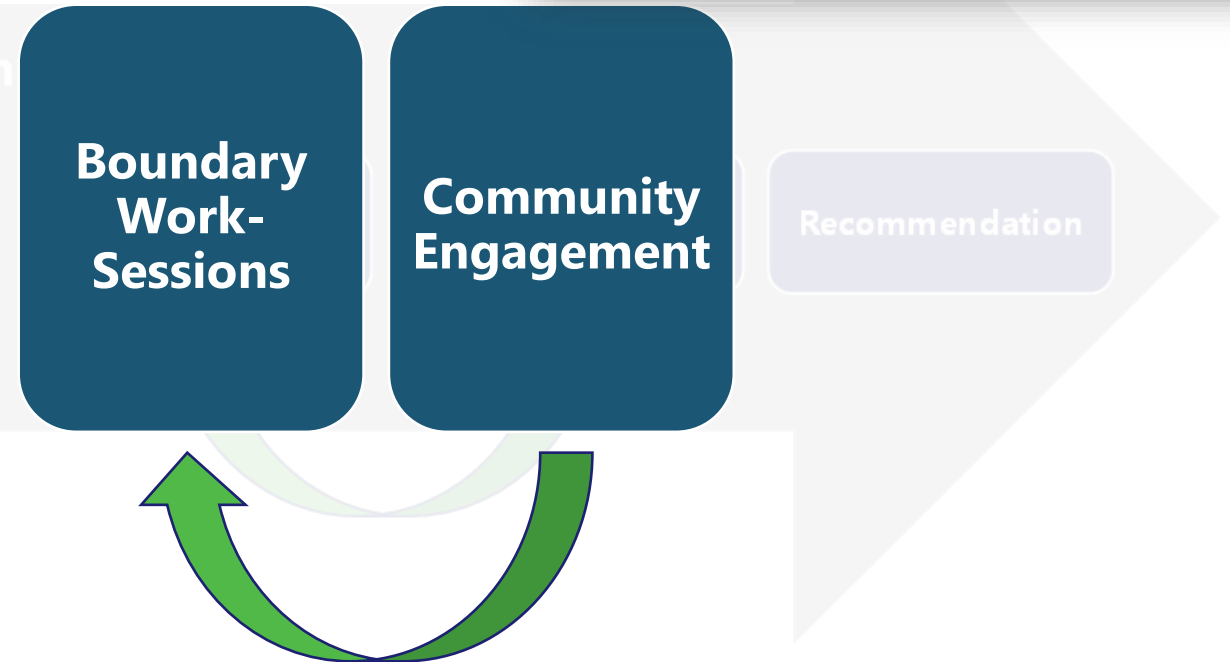 Boundary
Work-
Sessions
Community
Engagement
Recommendation